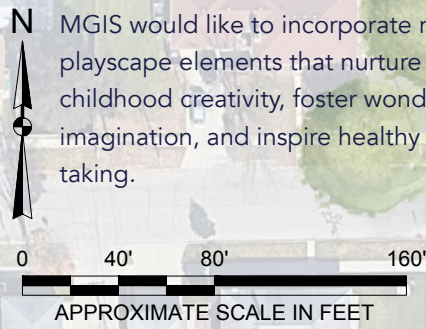 N
MGIS would like to incorporate
playscape elements that nurture
childhood creativity, foster
imagination, and inspire healthy
taking.
0 40' 80' 160'
APPROXIMATE SCALE IN FEET